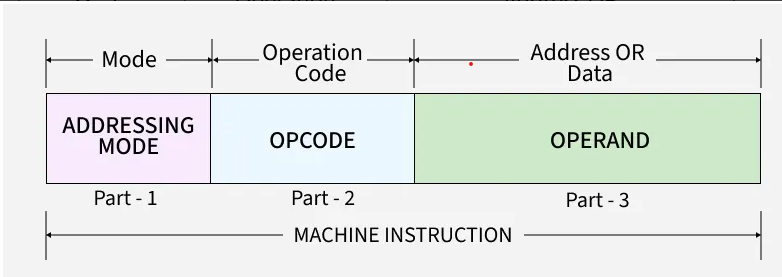 Mode
Operation
Code
Address OR
Data
ADDRESSING
MODE
OPCODE
OPERAND
Part - 1
Part - 2
Part - 3
MACHINE INSTRUCTION